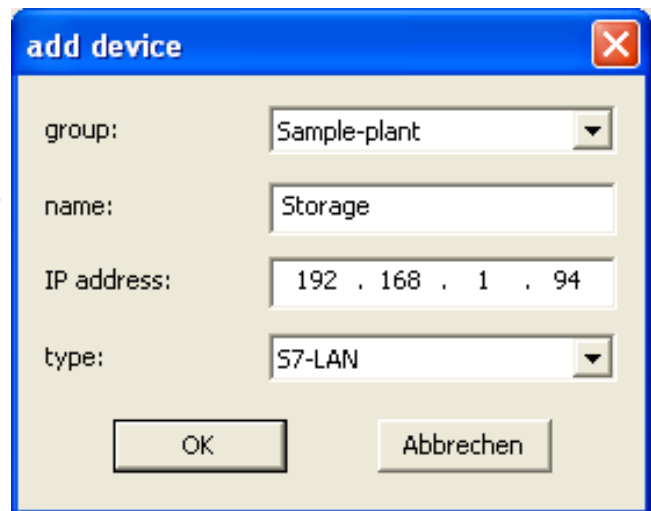 add device
group: Sample-plant
name: Storage
IP address: 192 . 168 . 1 . 94
type: S7-LAN
OK Abbrechen